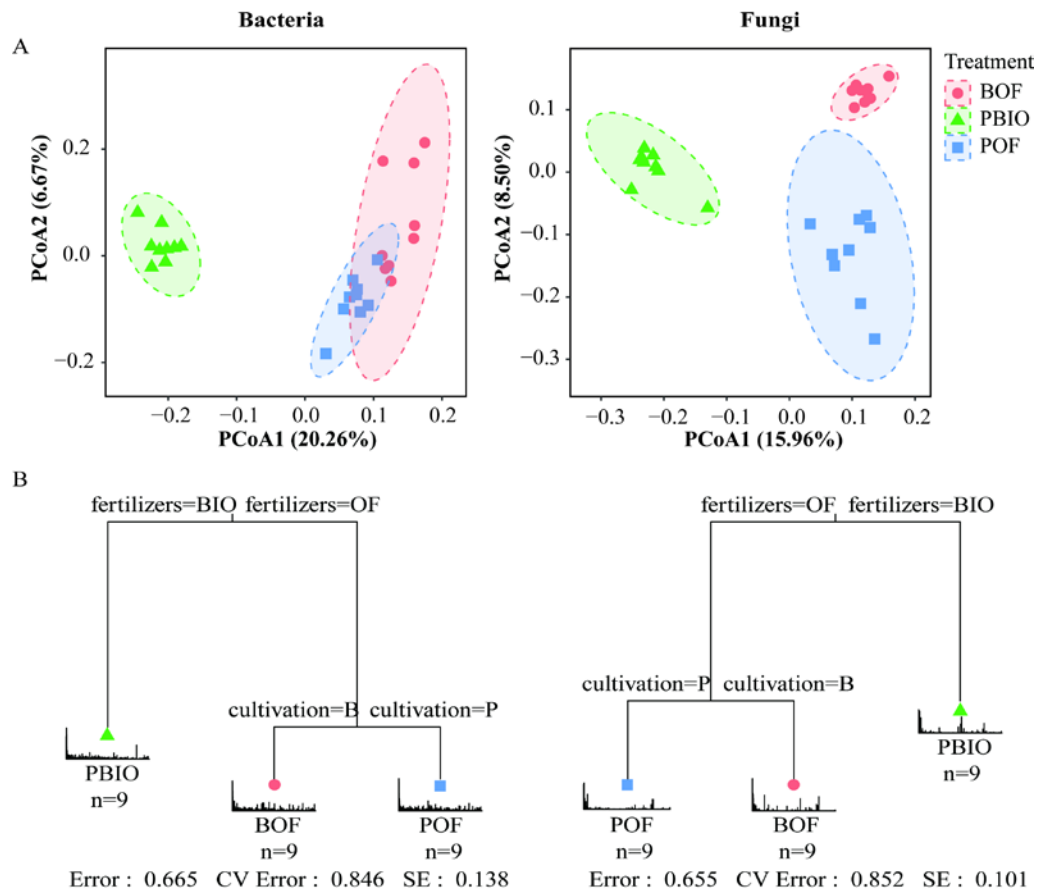 Bacteria
Fungi
A
Treatment
BOF
PBIO
POF
PCoA2 (6.67%)
0.2
0.0
−0.2
−0.2
−0.1
0.0
0.1
0.2
PCoA1 (20.26%)
PCoA2 (8.50%)
0.1
0.0
−0.1
−0.2
−0.3
−0.3
−0.2
−0.1
0.0
0.1
0.2
PCoA1 (15.96%)
B
fertilizers=BIO fertilizers=OF
cultivation=B cultivation=P
PBIO
n=9
BOF
n=9
POF
n=9
Error : 0.665 CV Error : 0.846 SE : 0.138
fertilizers=OF fertilizers=BIO
cultivation=P cultivation=B
PBIO
n=9
POF
n=9
BOF
n=9
Error : 0.655 CV Error : 0.852 SE : 0.101